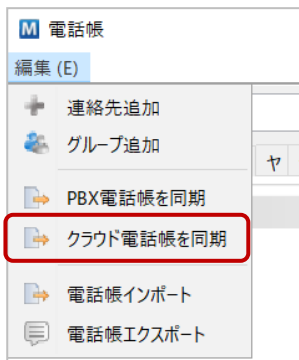 M 電話帳
編集 (E)
連絡先追加
グループ追加
ヤ
PBX電話帳を同期
クラウド電話帳を同期
電話帳インポート
電話帳エクスポート